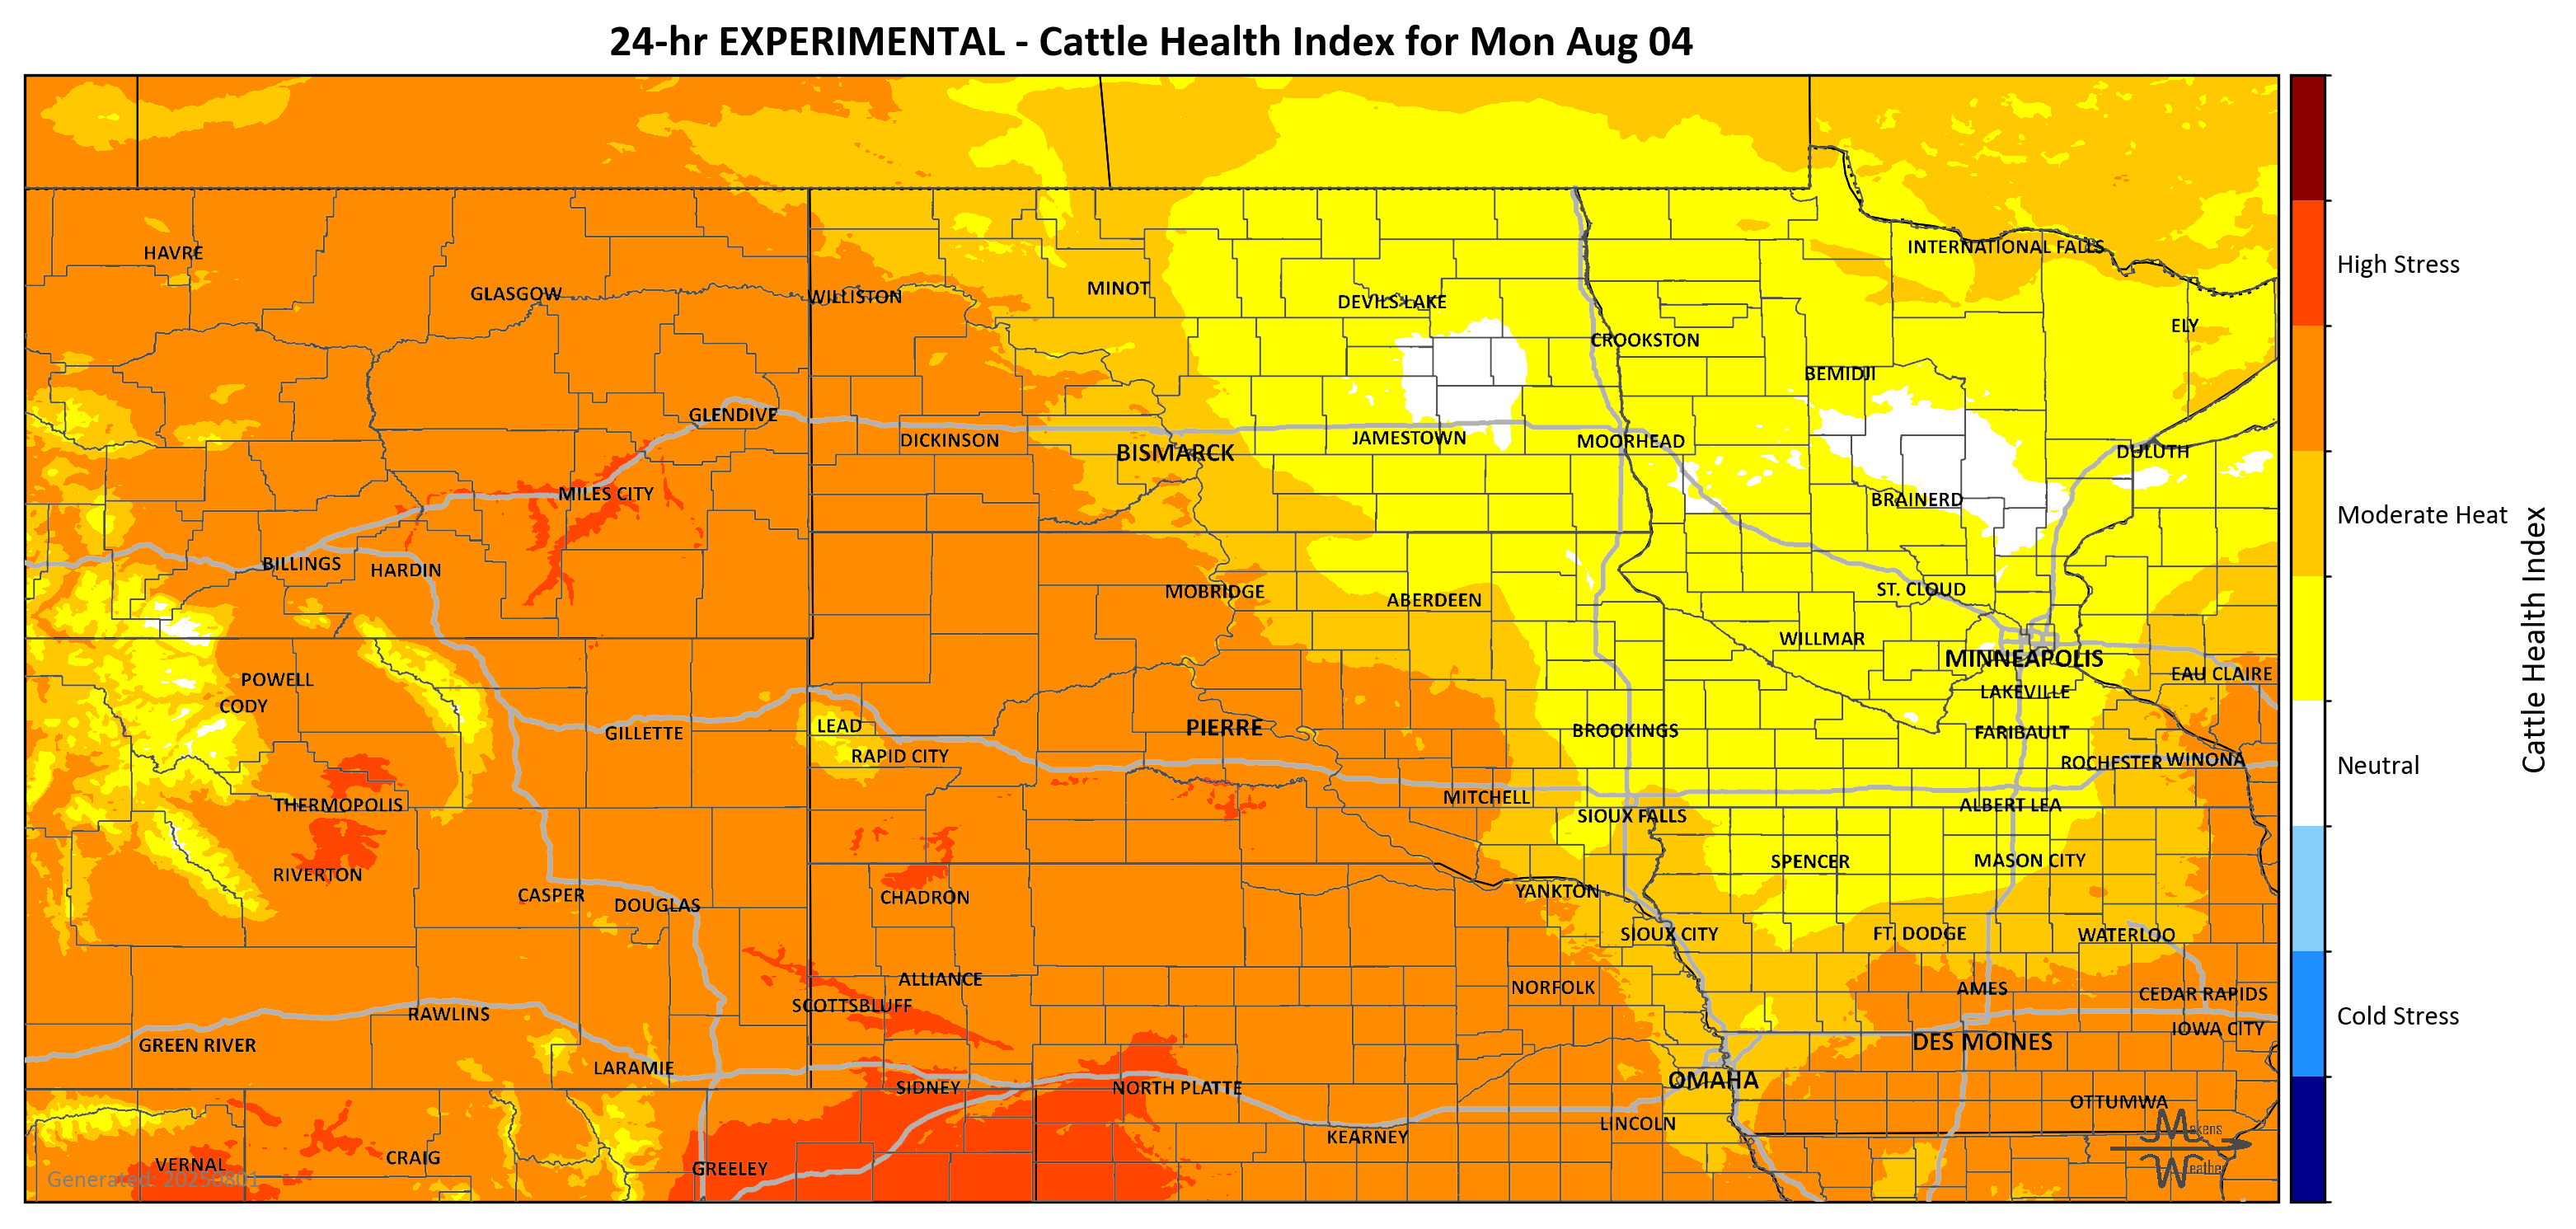 24-hr EXPERIMENTAL - Cattle Health Index for Mon Aug 04
HAVRE
GLASGOW
WILLISTON
MINOT
DEVILS LAKE
CROOKSTON
INTERNATIONAL FALLS
ELY
BEMIDJI
GLENDIVE
DICKINSON
BISMARCK
JAMESTOWN
MOORHEAD
DULUTH
MILES CITY
BRAINERD
BILLINGS
HARDIN
MOBRIDGE
ABERDEEN
ST. CLOUD
WILLMAR
MINNEAPOLIS
EAU CLAIRE
POWELL
LAKEVILLE
CODY
GILLETTE
LEAD
PIERRE
BROOKINGS
FARIBAULT
RAPID CITY
ROCHESTER
WINONA
THERMOPOLIS
MITCHELL
SIOUX FALLS
ALBERT LEA
SPENCER
MASON CITY
RIVERTON
CASPER
DOUGLAS
CHADRON
YANKTON
SIOUX CITY
FT. DODGE
WATERLOO
ALLIANCE
NORFOLK
AMES
CEDAR RAPIDS
SCOTTSBLUFF
RAWLINS
GREEN RIVER
IOWA CITY
DES MOINES
LARAMIE
SIDNEY
NORTH PLATTE
OMAHA
OTTUMWA
LINCOLN
KEARNEY
VERNAL
CRAIG
GREELEY
Generated: 20250801
Makens
Weather
High Stress
Moderate Heat
Neutral
Cold Stress
Cattle Health Index